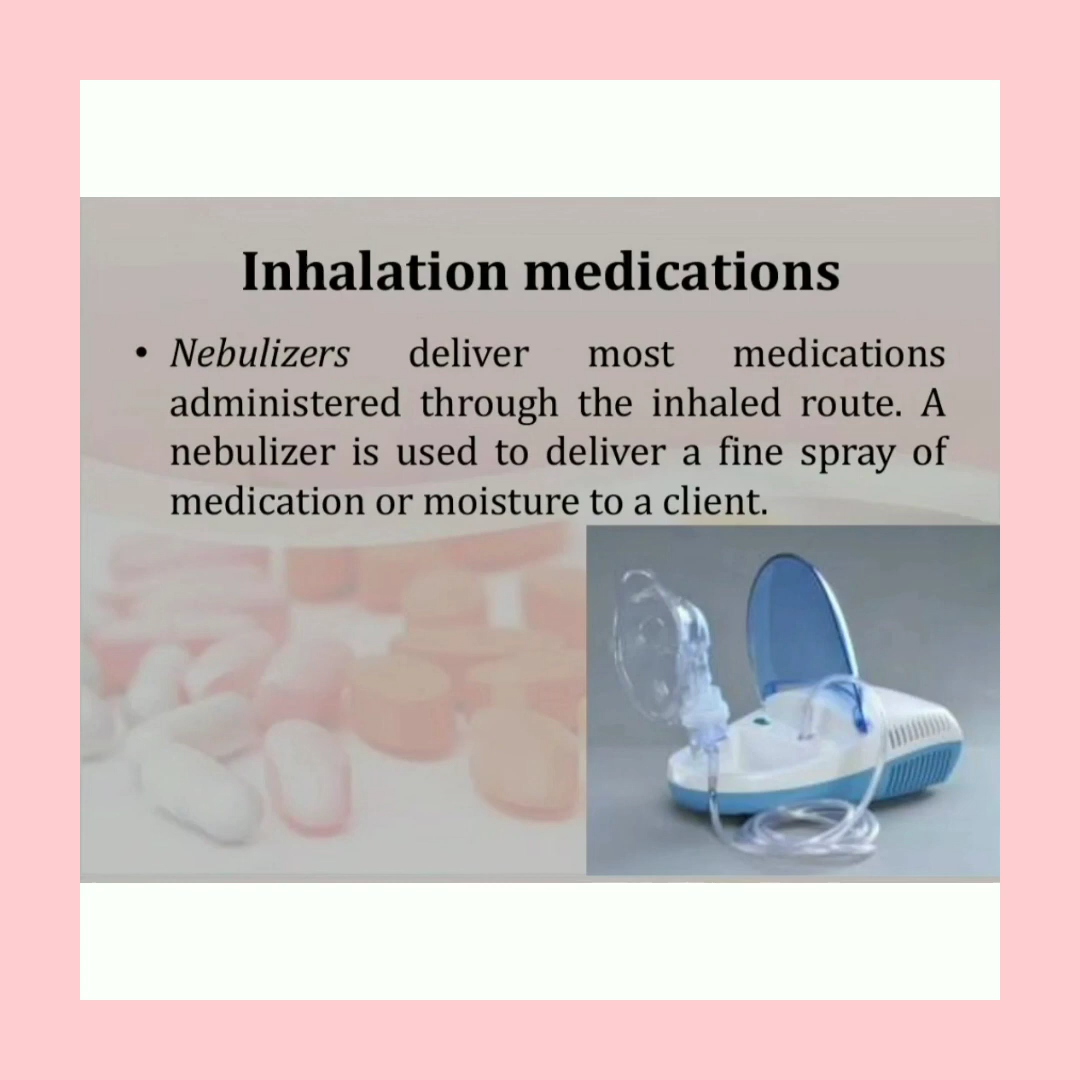 Inhalation medications
• Nebulizers deliver most medications
administered through the inhaled route. A
nebulizer is used to deliver a fine spray of
medication or moisture to a client.